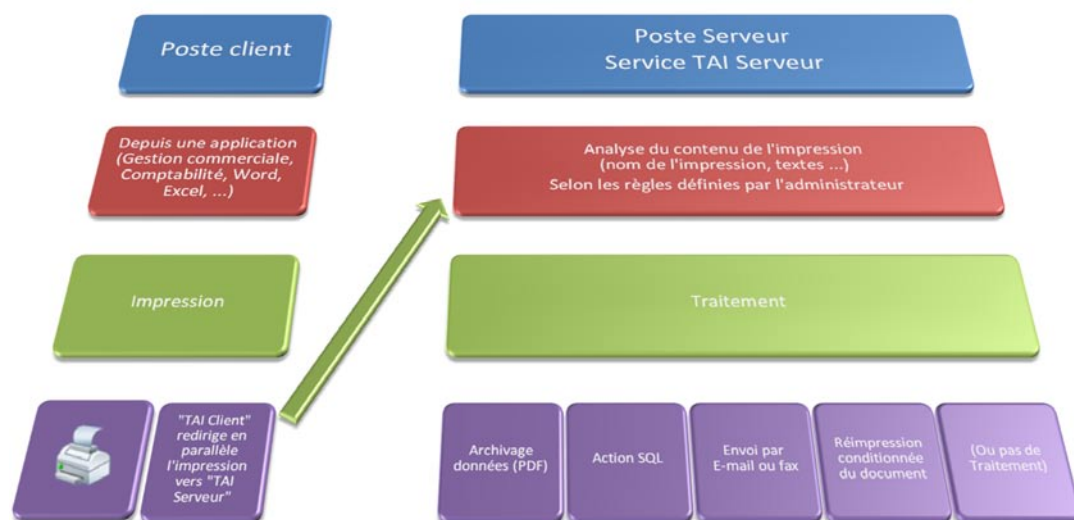 Poste client
Depuis une application
(Gestion commerciale,
Comptabilité, Word,
Excel, ...)
Impression
"TAI Client"
redirige en
parallèle
l'impression
vers "TAI
Serveur"
Poste Serveur
Service TAI Serveur
Analyse du contenu de l'impression
(nom de l'impression, textes ...)
Selon les règles définies par l'administrateur
Traitement
Archivage
données (PDF)
Action SQL
Envoi par
E-mail ou fax
Réimpression
conditionnée
du document
(Ou pas de
Traitement)